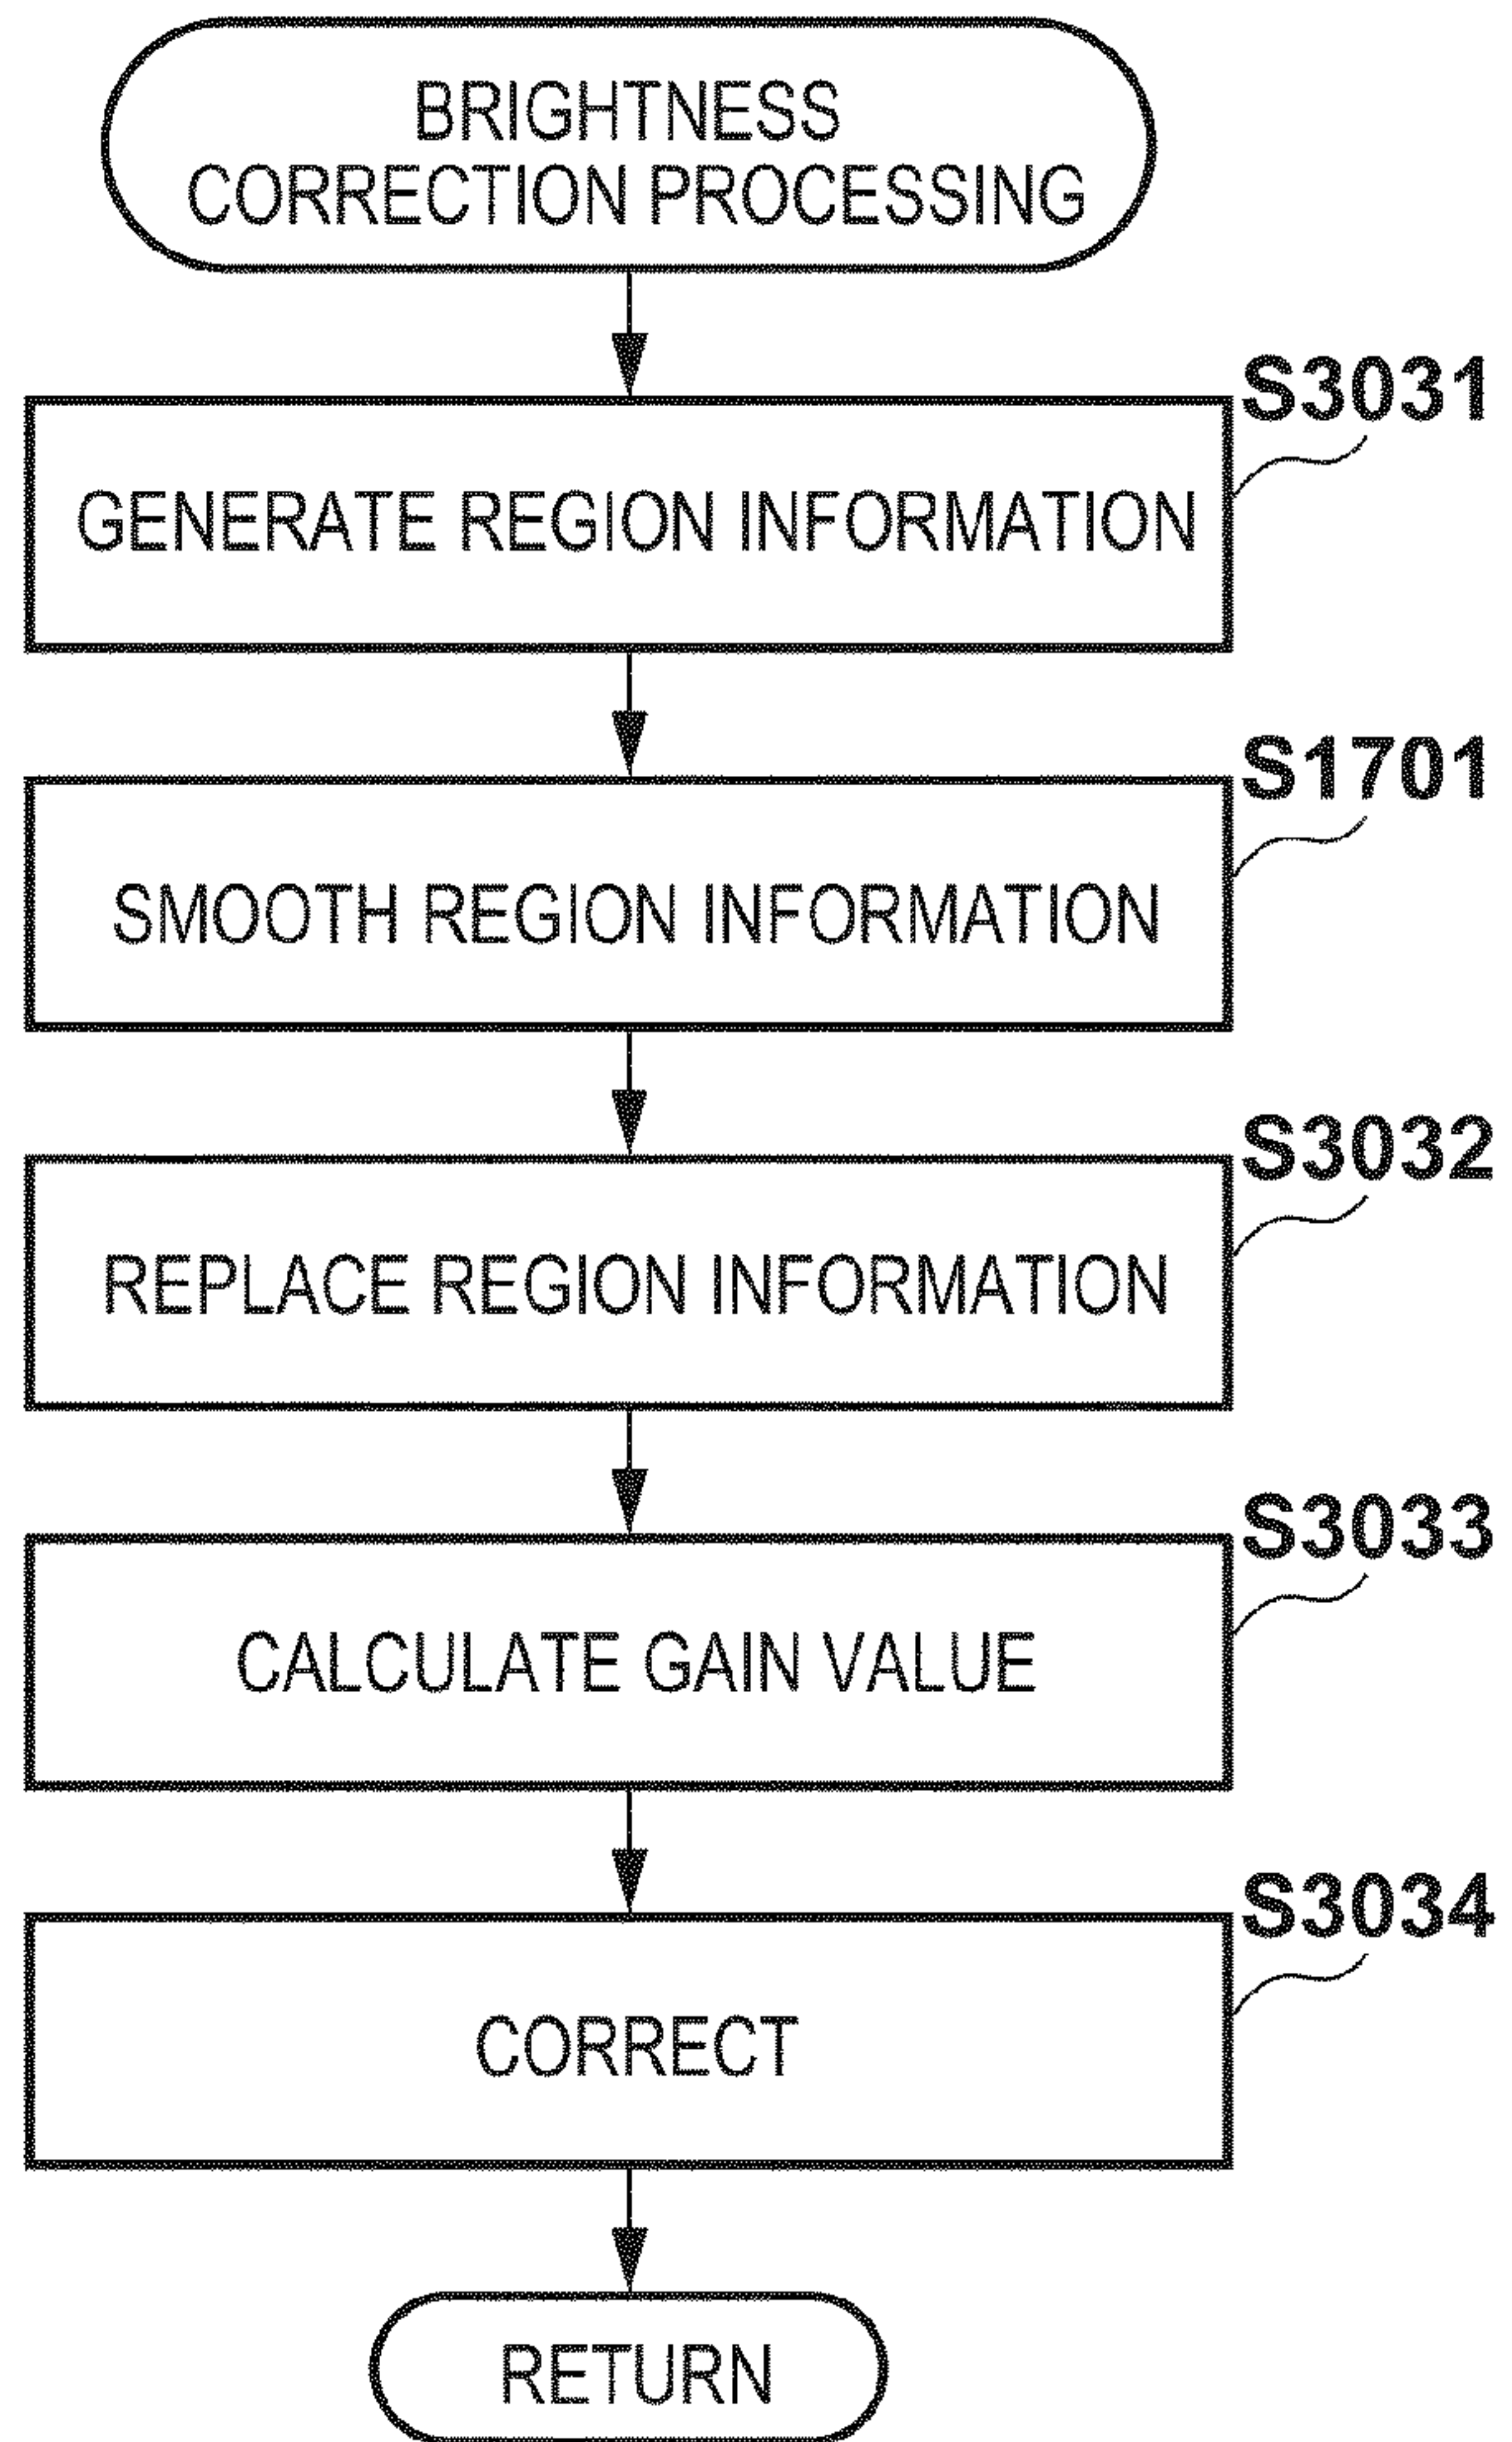 BRIGHTNESS
CORRECTION PROCESSING
S3031
GENERATE REGION INFORMATION
S1701
SMOOTH REGION INFORMATION
S3032
REPLACE REGION INFORMATION
S3033
CALCULATE GAIN VALUE
S3034
CORRECT
RETURN